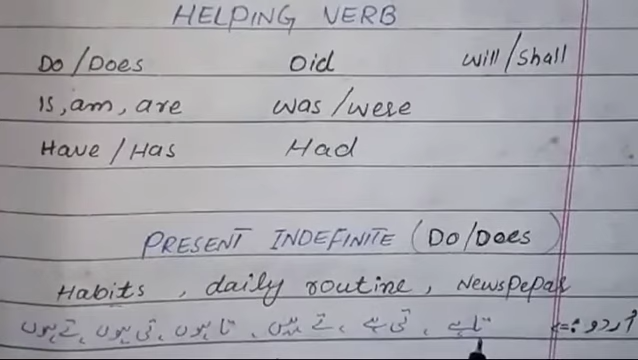 HELPING VERB
Do/Does Did will/shall
Is, am, are was/were
Have/Has Had
PRESENT INDEFINITE (Do/Does)
Habits, daily routine, Newspepar
اُردو :=> تا ہے ، تی ہے ، تے ہیں ، تا ہوں ، تی ہوں ، تے ہوں